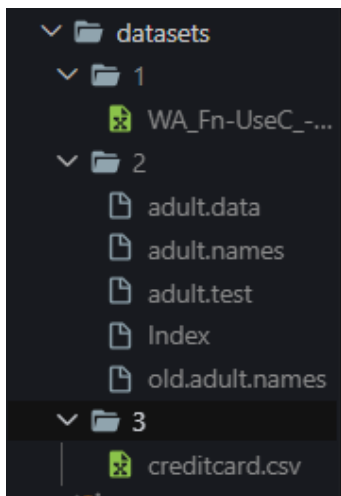 datasets
1
WA_Fn-UseC_-...
2
adult.data
adult.names
adult.test
Index
old.adult.names
3
creditcard.csv